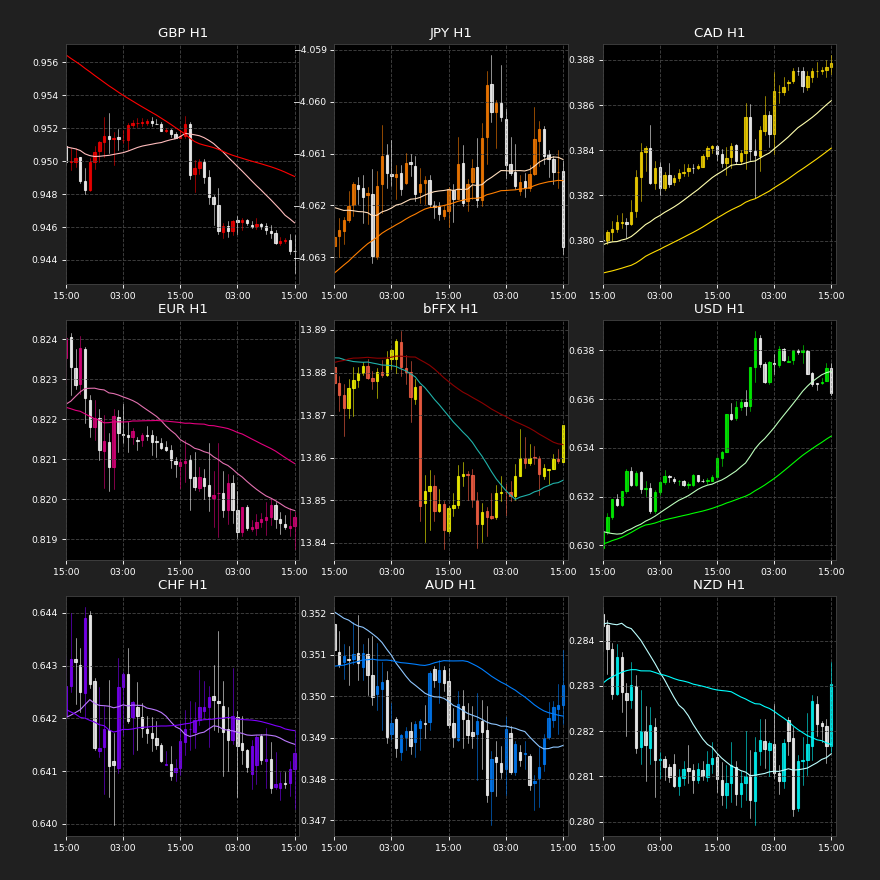 GBP H1
0.956
0.954
0.952
0.950
0.948
0.946
0.944
15:00 03:00 15:00 03:00 15:00
JPY H1
-4.059
-4.060
-4.061
-4.062
-4.063
15:00 03:00 15:00 03:00 15:00
CAD H1
0.388
0.386
0.384
0.382
0.380
15:00 03:00 15:00 03:00 15:00
EUR H1
0.824
0.823
0.822
0.821
0.820
0.819
15:00 03:00 15:00 03:00 15:00
bFFX H1
13.89
13.88
13.87
13.86
13.85
13.84
15:00 03:00 15:00 03:00 15:00
USD H1
0.638
0.636
0.634
0.632
0.630
15:00 03:00 15:00 03:00 15:00
CHF H1
0.644
0.643
0.642
0.641
0.640
15:00 03:00 15:00 03:00 15:00
AUD H1
0.352
0.351
0.350
0.349
0.348
0.347
15:00 03:00 15:00 03:00 15:00
NZD H1
0.284
0.283
0.282
0.281
0.280
15:00 03:00 15:00 03:00 15:00